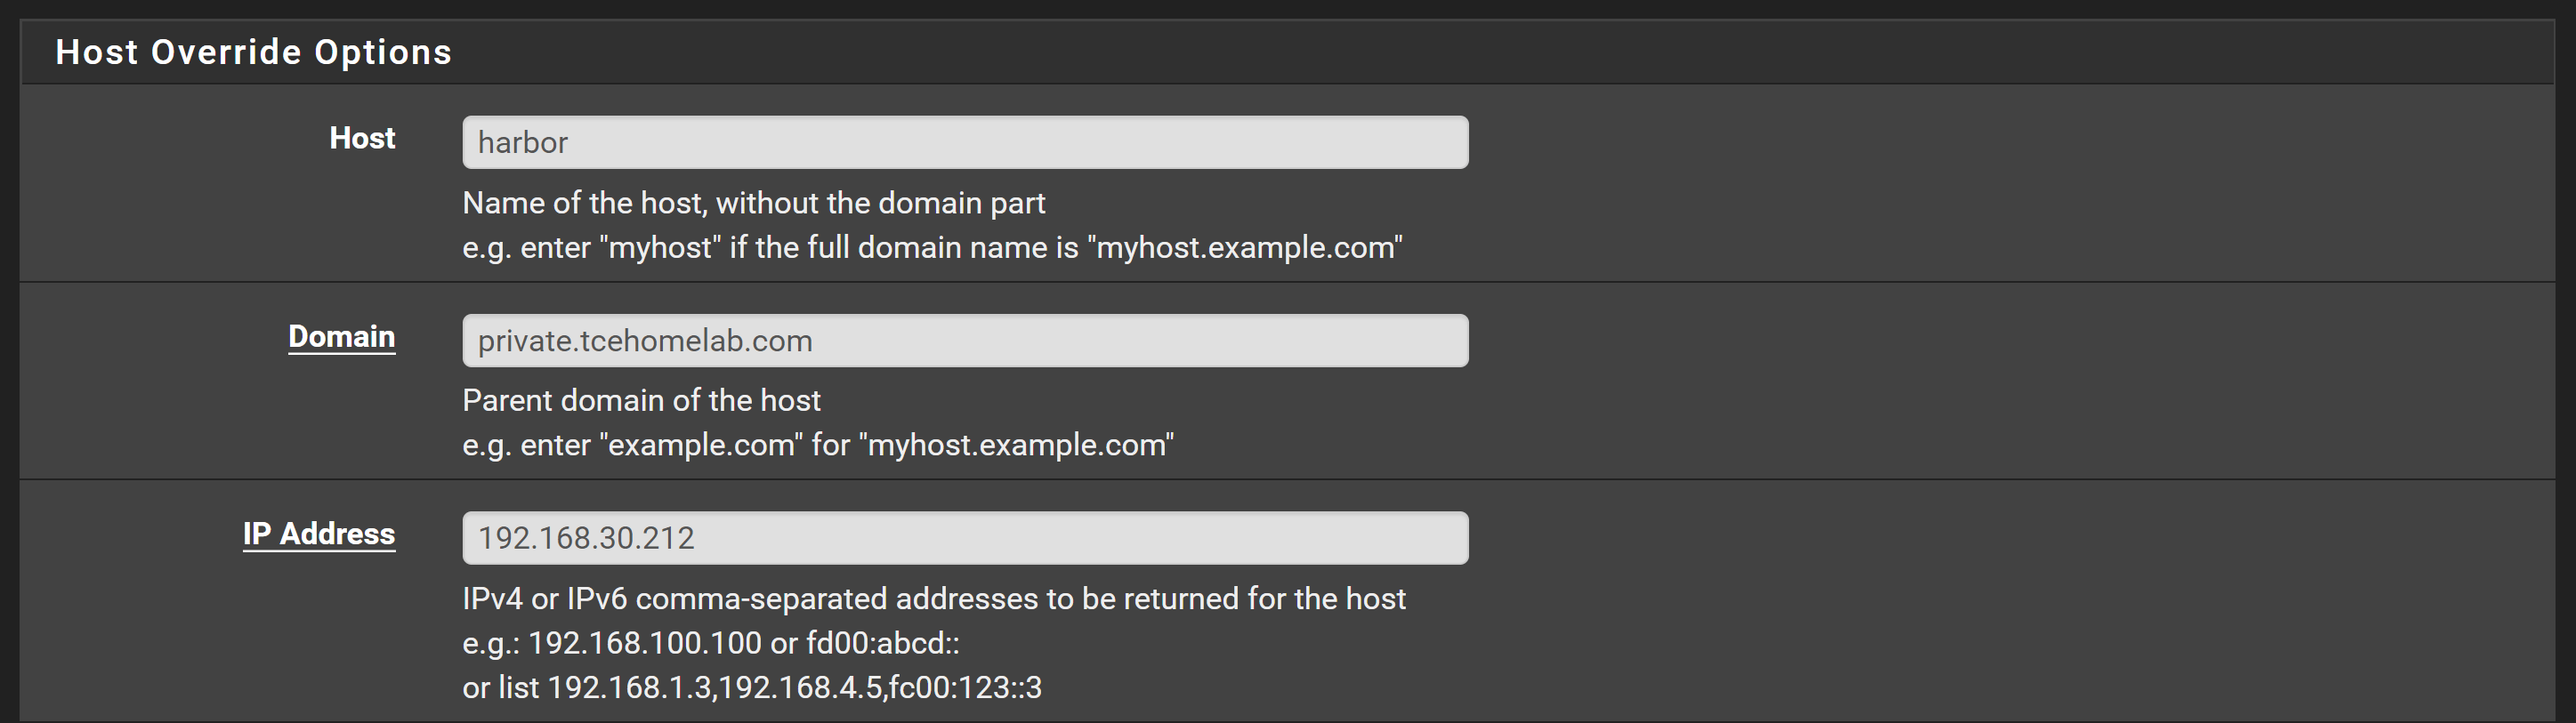 Host Override Options
Host
harbor
Name of the host, without the domain part
e.g. enter "myhost" if the full domain name is "myhost.example.com"
Domain
private.tcehomelab.com
Parent domain of the host
e.g. enter "example.com" for "myhost.example.com"
IP Address
192.168.30.212
IPv4 or IPv6 comma-separated addresses to be returned for the host
e.g.: 192.168.100.100 or fd00:abcd::
or list 192.168.1.3,192.168.4.5,fc00:123::3